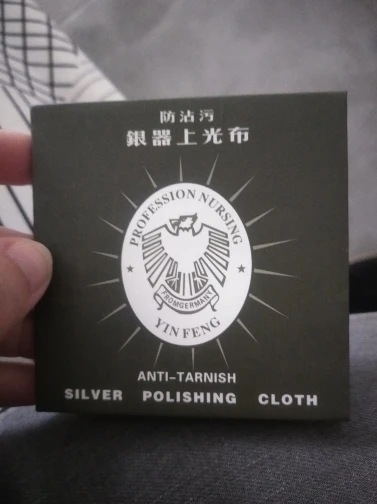 防沾污
銀器上光布
PROFESSION NURSING
FROMGERMANY
YIN FENG
ANTI-TARNISH
SILVER POLISHING CLOTH